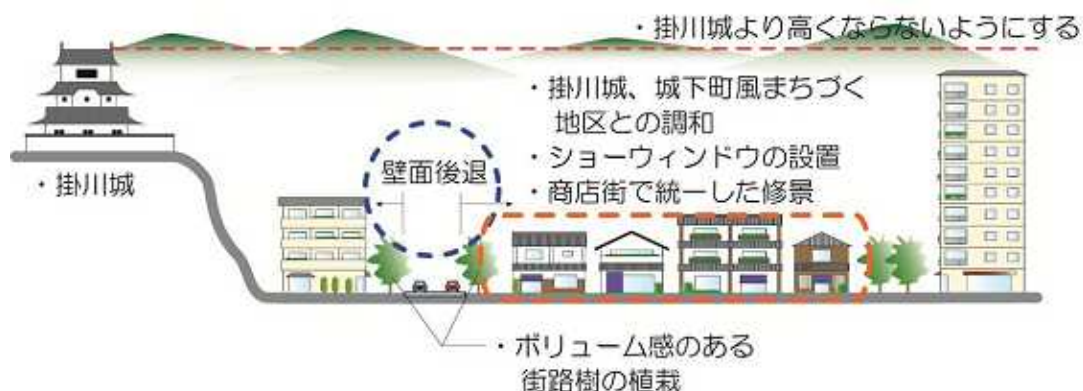 ・掛川城より高くならないようにする
・掛川城、城下町風まちづく
地区との調和
・ショーウィンドウの設置
・商店街で統一した修景
壁面後退
・掛川城
・ボリューム感のある
街路樹の植栽